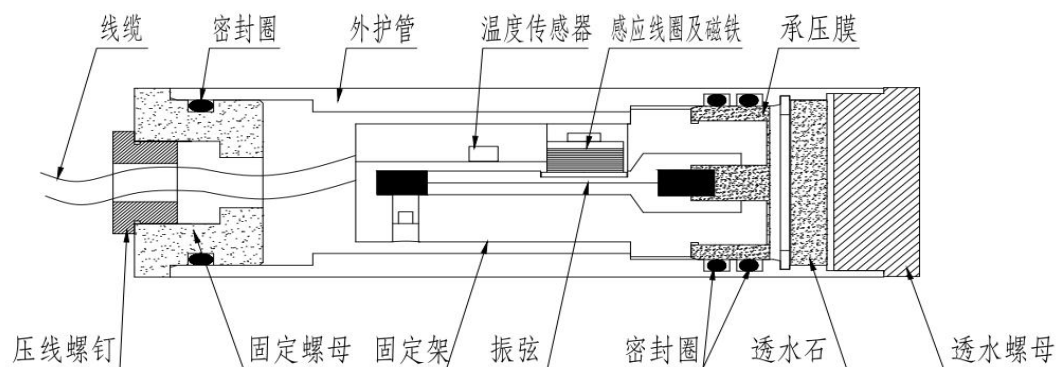 线缆 密封圈 外护管 温度传感器 感应线圈及磁铁 承压膜
压线螺钉 固定螺母 固定架 振弦 密封圈 透水石 透水螺母